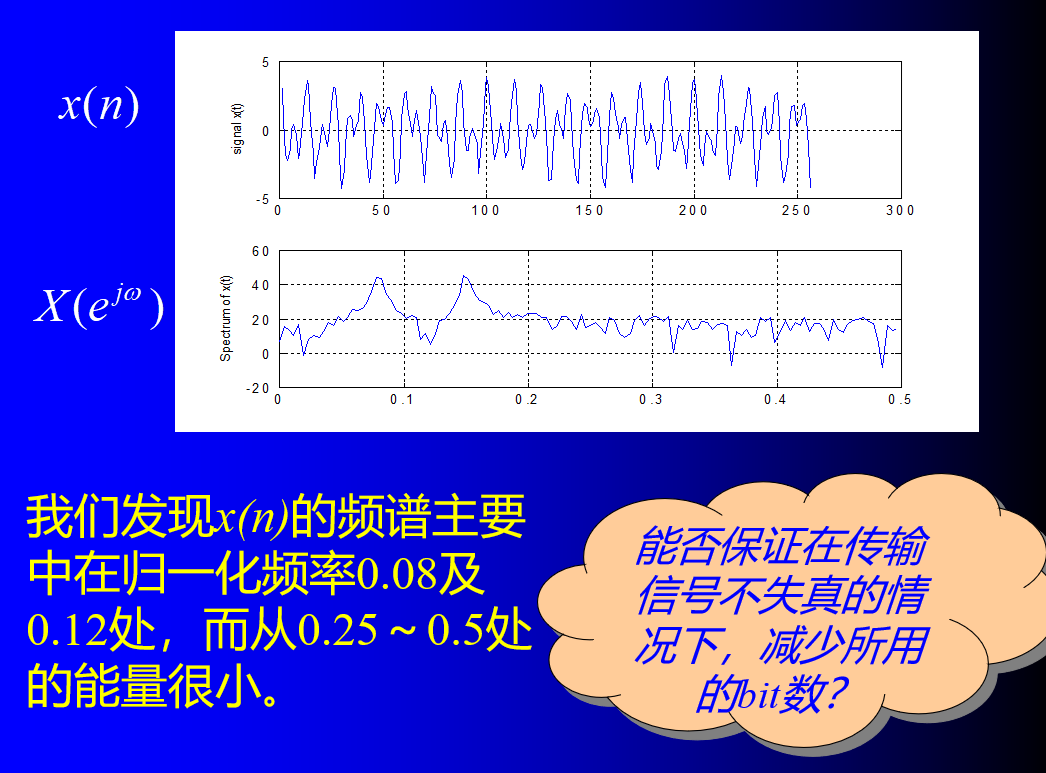 x(n)
signal x(t)
5
0
-5
0 50 100 150 200 250 300
X(e^{jω})
Spectrum of x(t)
60
40
20
0
-20
0 0.1 0.2 0.3 0.4 0.5
我们发现x(n)的频谱主要
中在归一化频率0.08及
0.12处，而从0.25～0.5处
的能量很小。
能否保证在传输
信号不失真的情
况下，减少所用
的bit数？